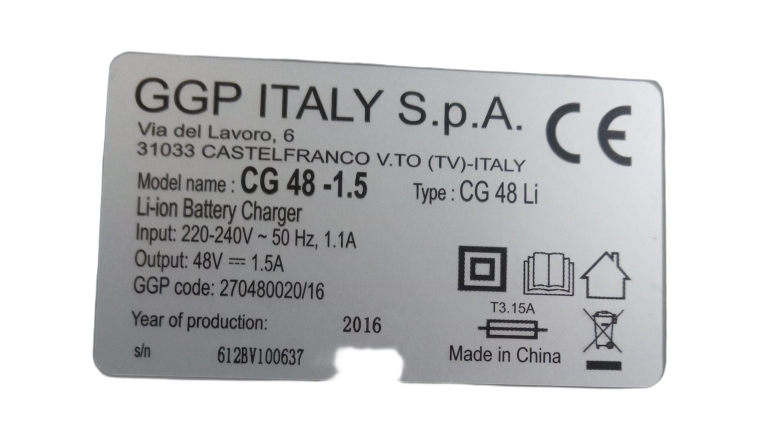 GGP ITALY S.p.A. CE
Via del Lavoro, 6
31033 CASTELFRANCO V.TO (TV)-ITALY
Model name : CG 48 -1.5 Type : CG 48 Li
Li-ion Battery Charger
Input: 220-240V ~ 50 Hz, 1.1A
Output: 48V ⎓ 1.5A
GGP code: 270480020/16
T3.15A
Year of production: 2016
Made in China
s/n 612BV100637